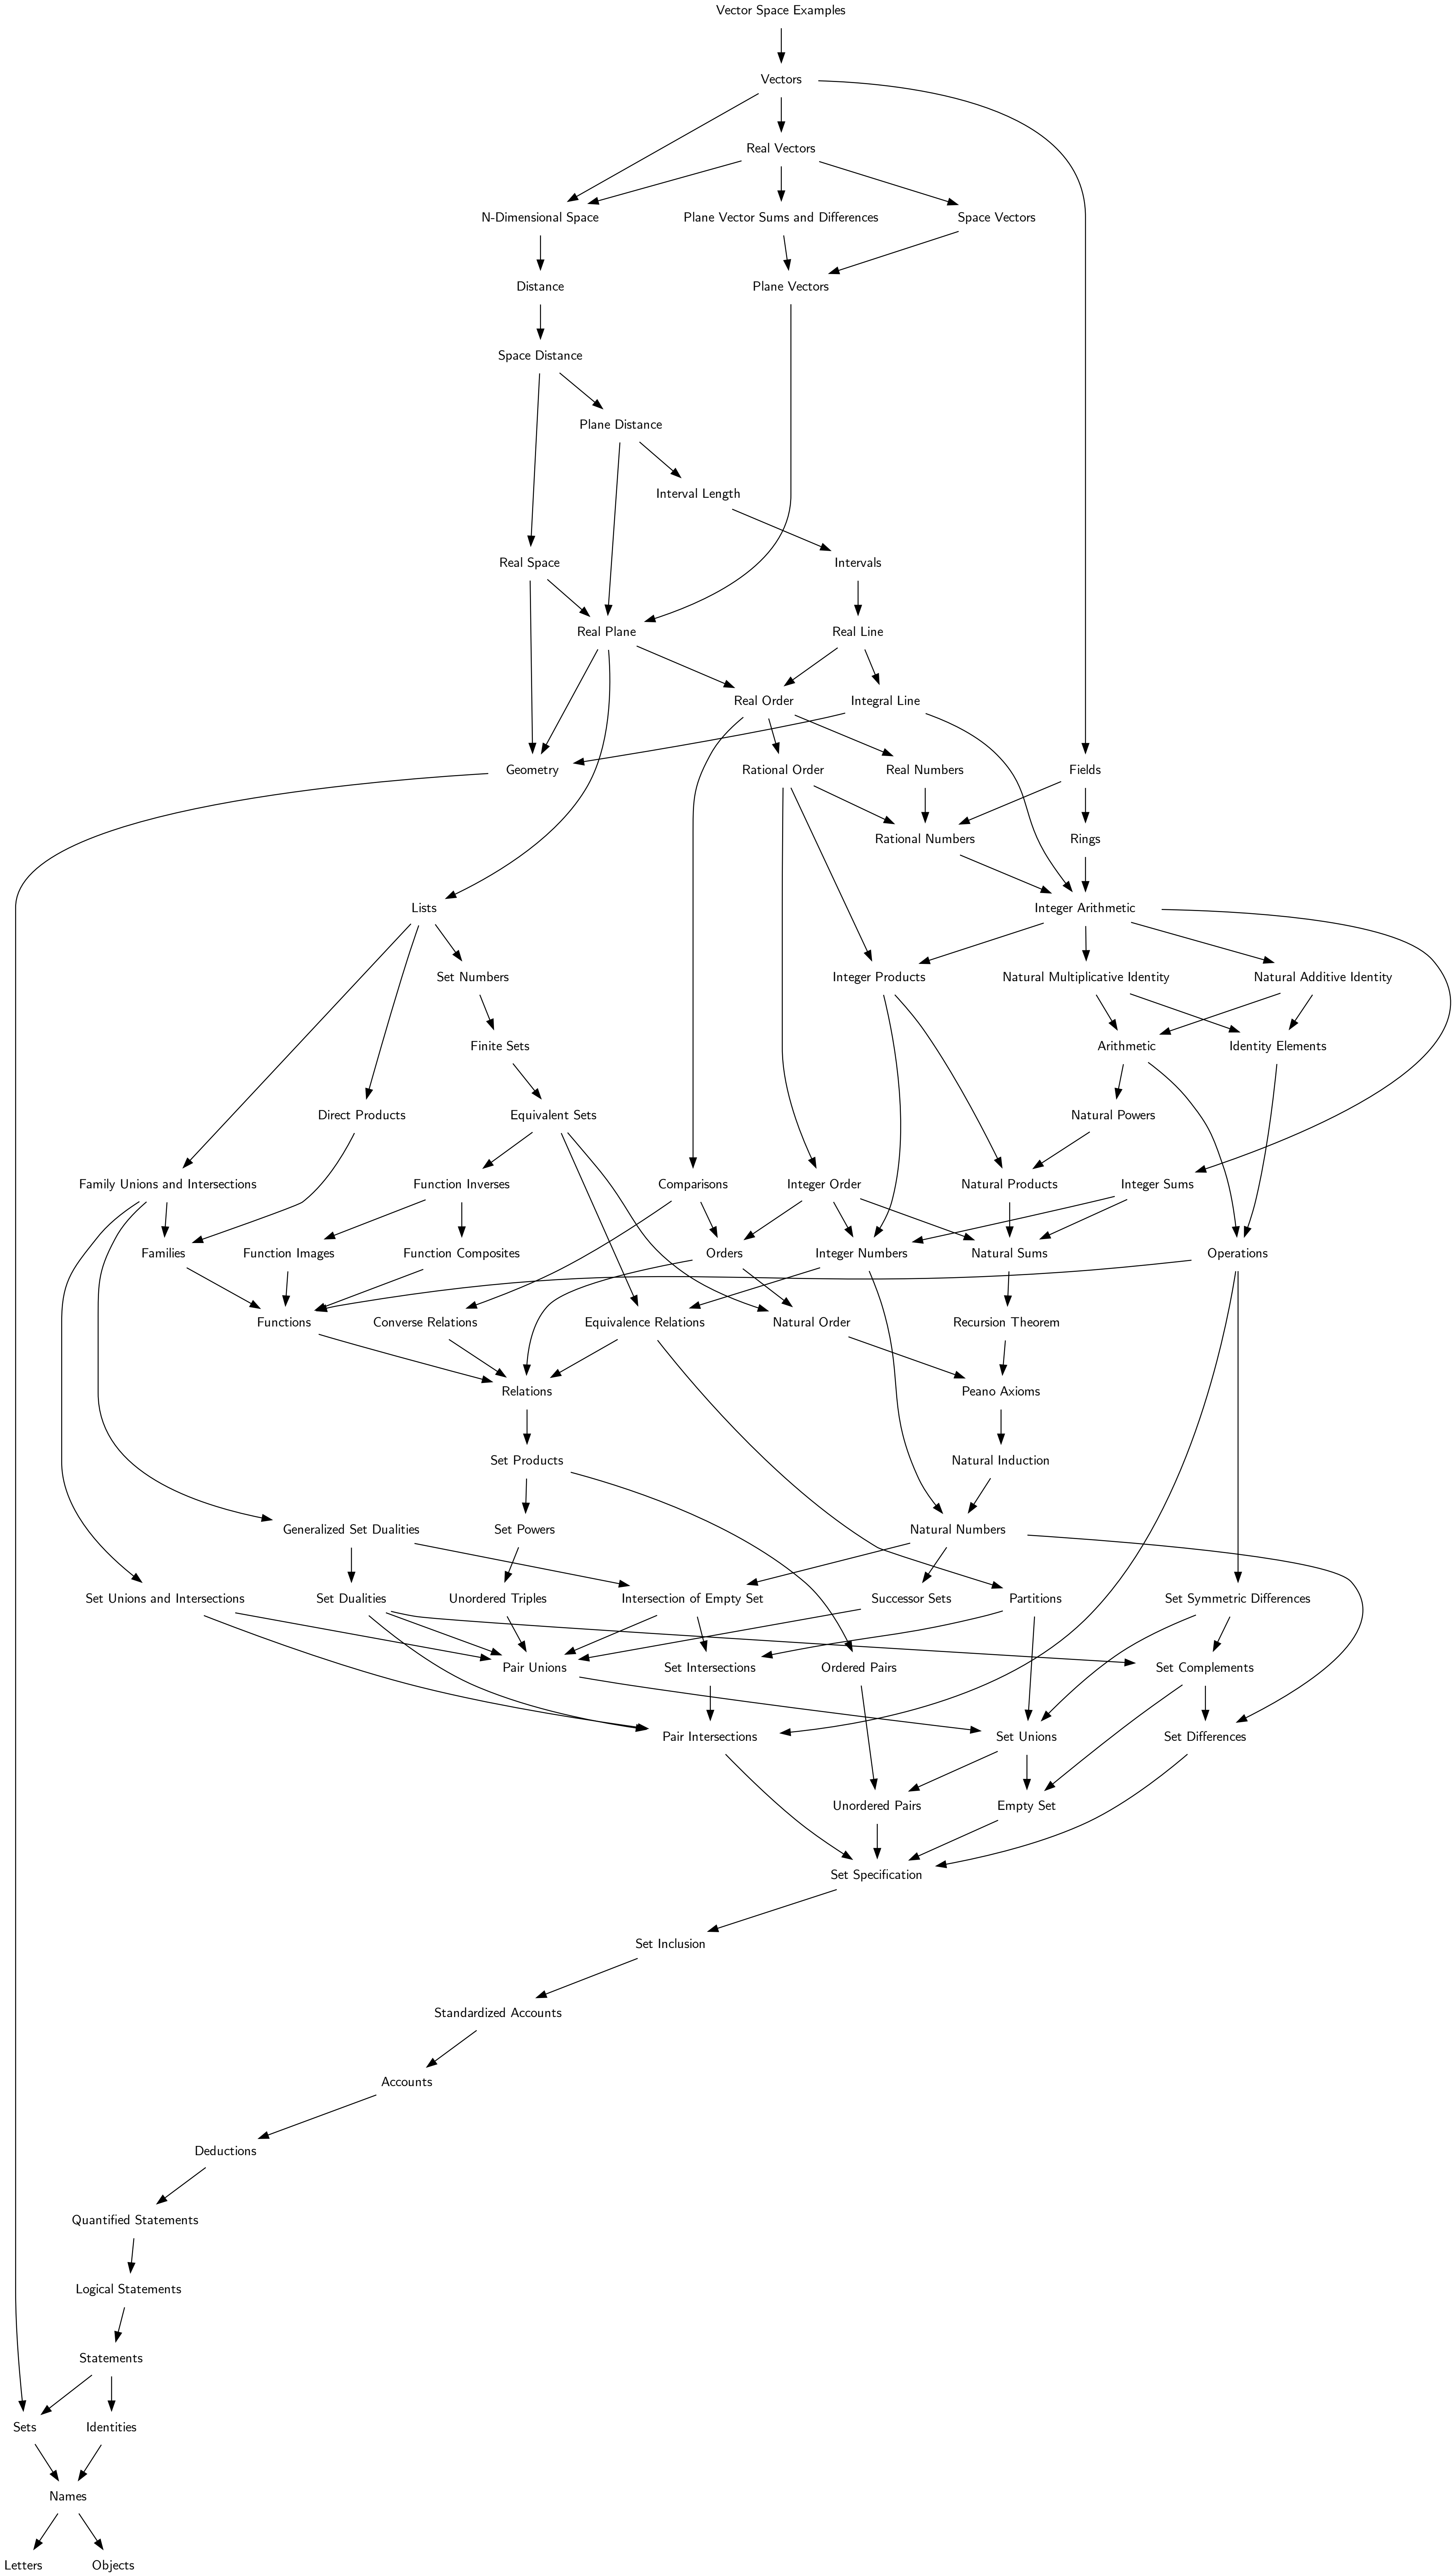 Vector Space Examples
Vectors
Real Vectors
N-Dimensional Space
Plane Vector Sums and Differences
Space Vectors
Distance
Plane Vectors
Space Distance
Plane Distance
Interval Length
Real Space
Intervals
Real Plane
Real Line
Real Order
Integral Line
Geometry
Rational Order
Real Numbers
Fields
Rational Numbers
Rings
Lists
Integer Arithmetic
Set Numbers
Integer Products
Natural Multiplicative Identity
Natural Additive Identity
Finite Sets
Arithmetic
Identity Elements
Direct Products
Equivalent Sets
Natural Powers
Family Unions and Intersections
Function Inverses
Comparisons
Integer Order
Natural Products
Integer Sums
Families
Function Images
Function Composites
Orders
Integer Numbers
Natural Sums
Operations
Functions
Converse Relations
Equivalence Relations
Natural Order
Recursion Theorem
Relations
Peano Axioms
Set Products
Natural Induction
Generalized Set Dualities
Set Powers
Natural Numbers
Set Unions and Intersections
Set Dualities
Unordered Triples
Intersection of Empty Set
Successor Sets
Partitions
Set Symmetric Differences
Pair Unions
Set Intersections
Ordered Pairs
Set Complements
Pair Intersections
Set Unions
Set Differences
Unordered Pairs
Empty Set
Set Specification
Set Inclusion
Standardized Accounts
Accounts
Deductions
Quantified Statements
Logical Statements
Statements
Sets
Identities
Names
Letters
Objects